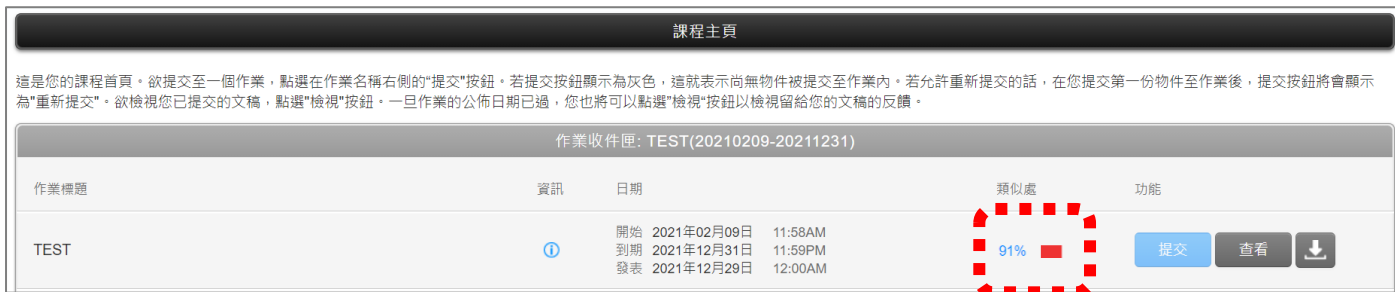 課程主頁
這是您的課程首頁。欲提交至一個作業，點選在作業名稱右側的“提交”按鈕。若提交按鈕顯示為灰色，這就表示尚無物件被提交至作業內。若允許重新提交的話，在您提交第一份物件至作業後，提交按鈕將會顯示
為"重新提交"。欲檢視您已提交的文稿，點選"檢視"按鈕。一旦作業的公佈日期已過，您也將可以點選”檢視“按鈕以檢視留給您的文稿的反饋。
作業收件匣: TEST(20210209-20211231)
作業標題 資訊 日期 類似處 功能
開始 2021年02月09日 11:58AM
TEST 到期 2021年12月31日 11:59PM 91% 提交 查看
發表 2021年12月29日 12:00AM